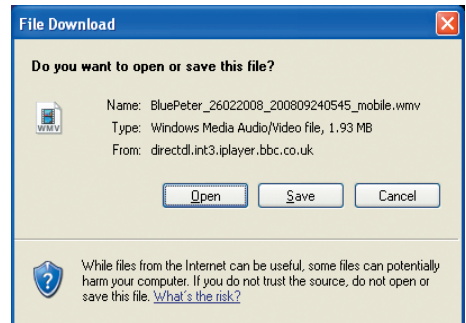 File Download
Do you want to open or save this file?
WMV
Name: BluePeter_26022008_200809240545_mobile.wmv
Type: Windows Media Audio/Video file, 1.93 MB
From: directdl.int3.iplayer.bbc.co.uk
Open Save Cancel
While files from the Internet can be useful, some files can potentially
harm your computer. If you do not trust the source, do not open or
save this file. What's the risk?